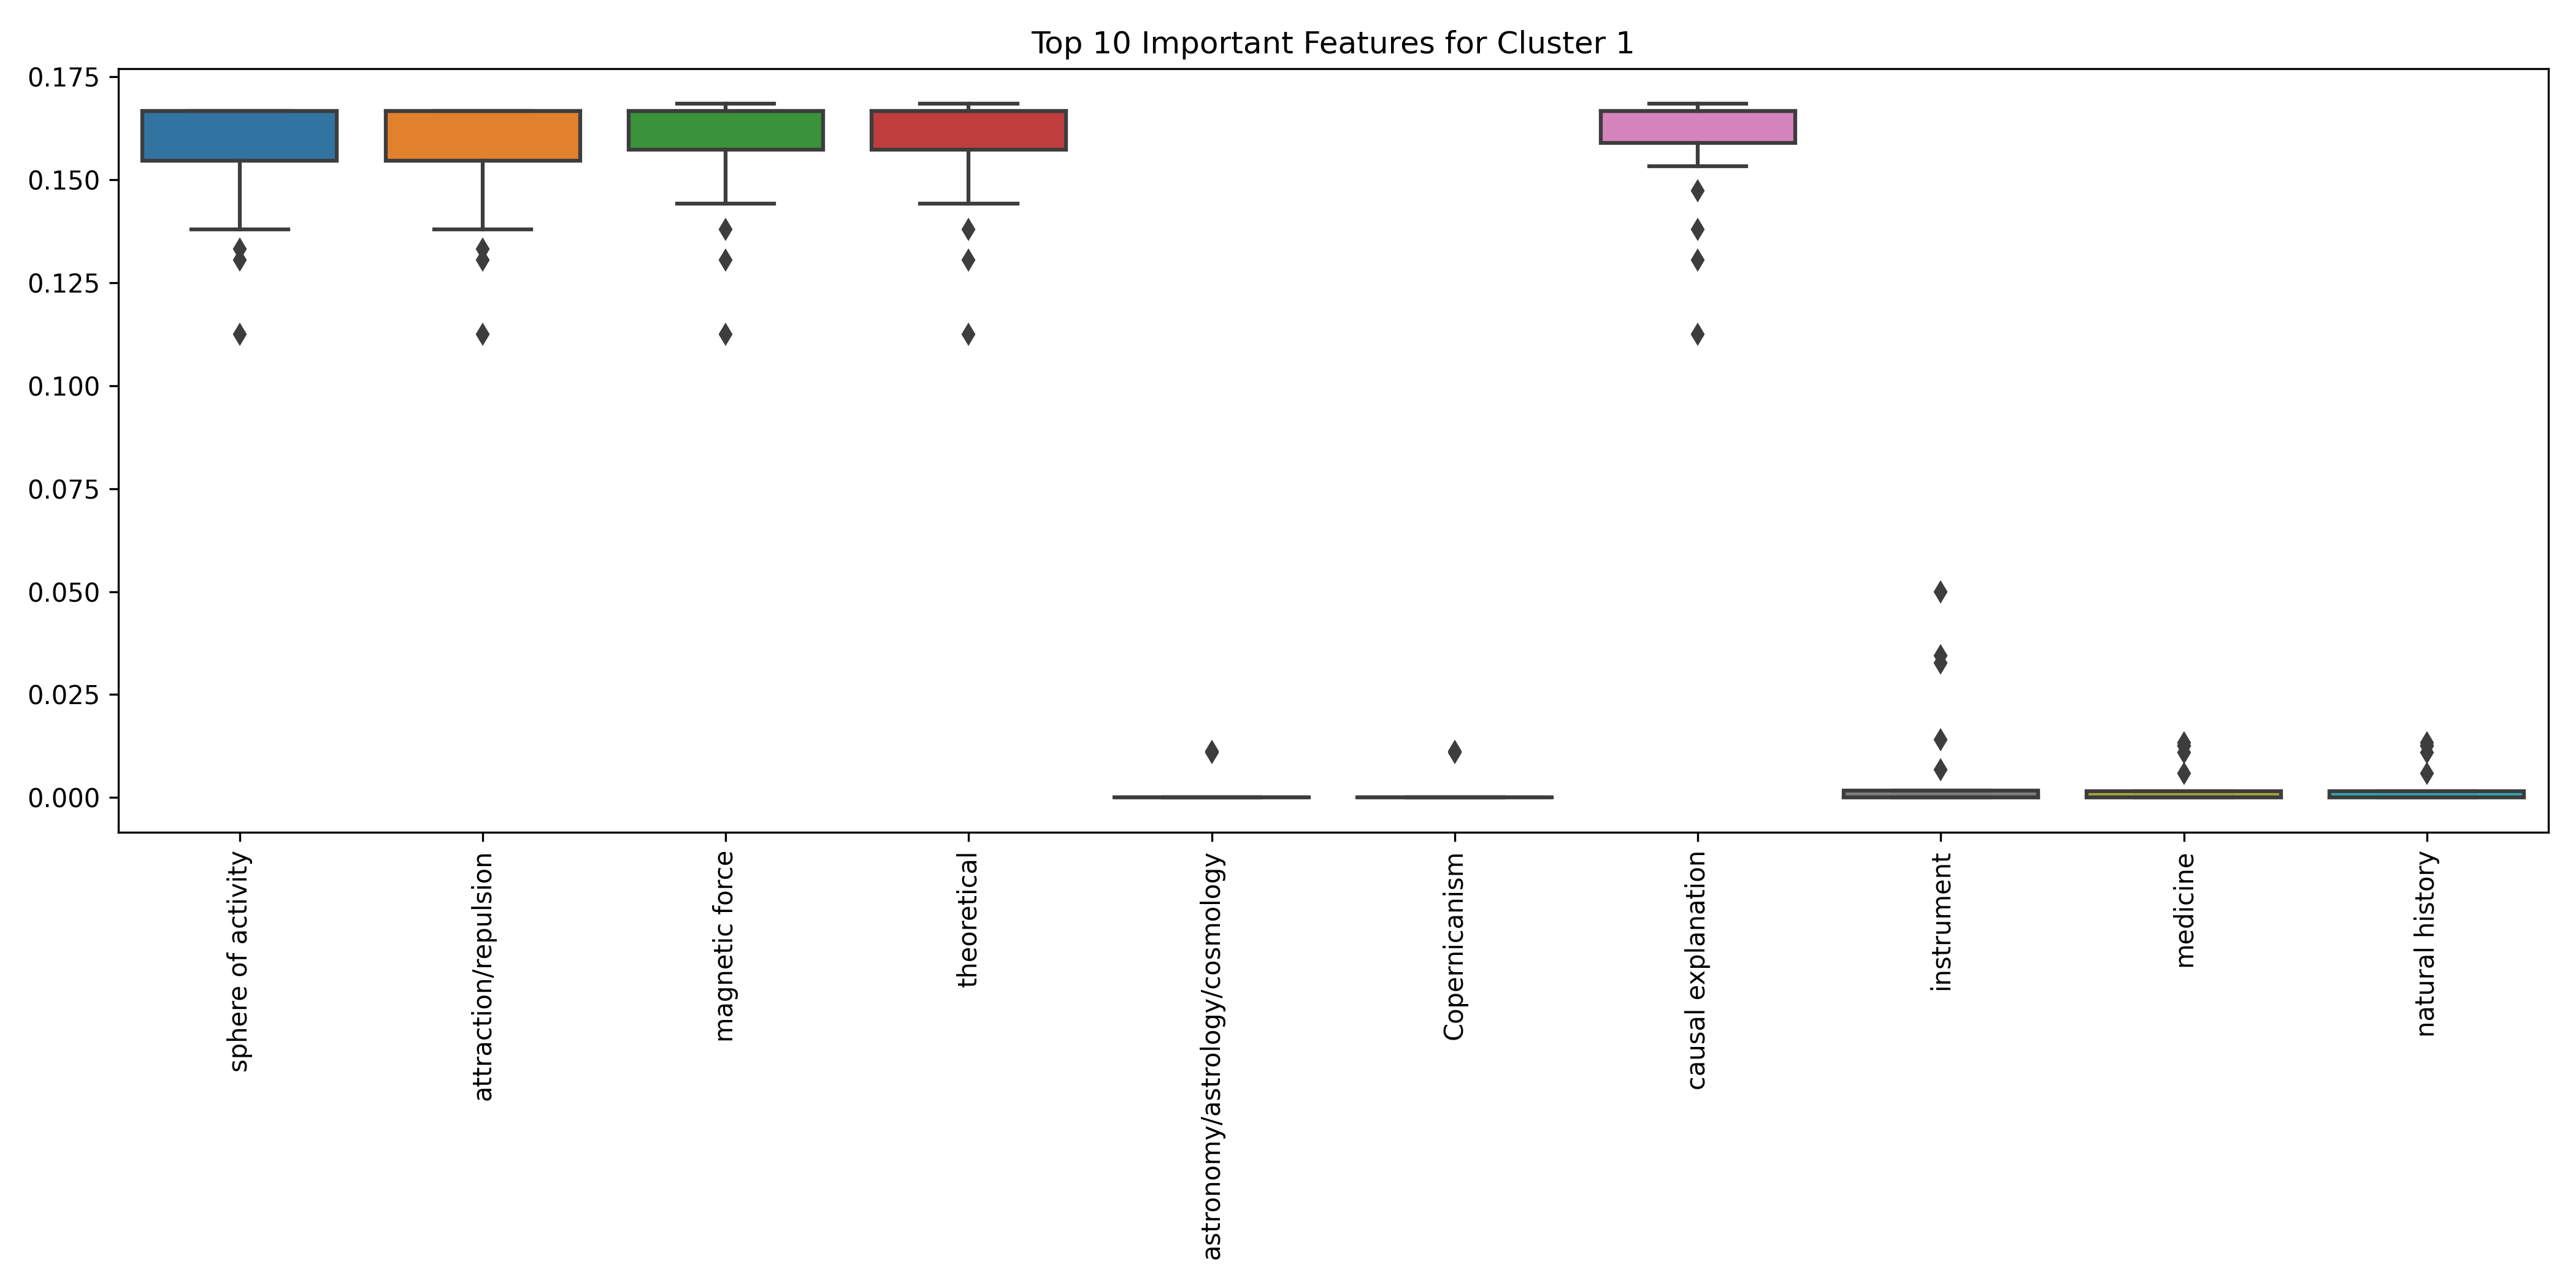 Top 10 Important Features for Cluster 1
0.175
0.150
0.125
0.100
0.075
0.050
0.025
0.000
sphere of activity
attraction/repulsion
magnetic force
theoretical
astronomy/astrology/cosmology
Copernicanism
causal explanation
instrument
medicine
natural history